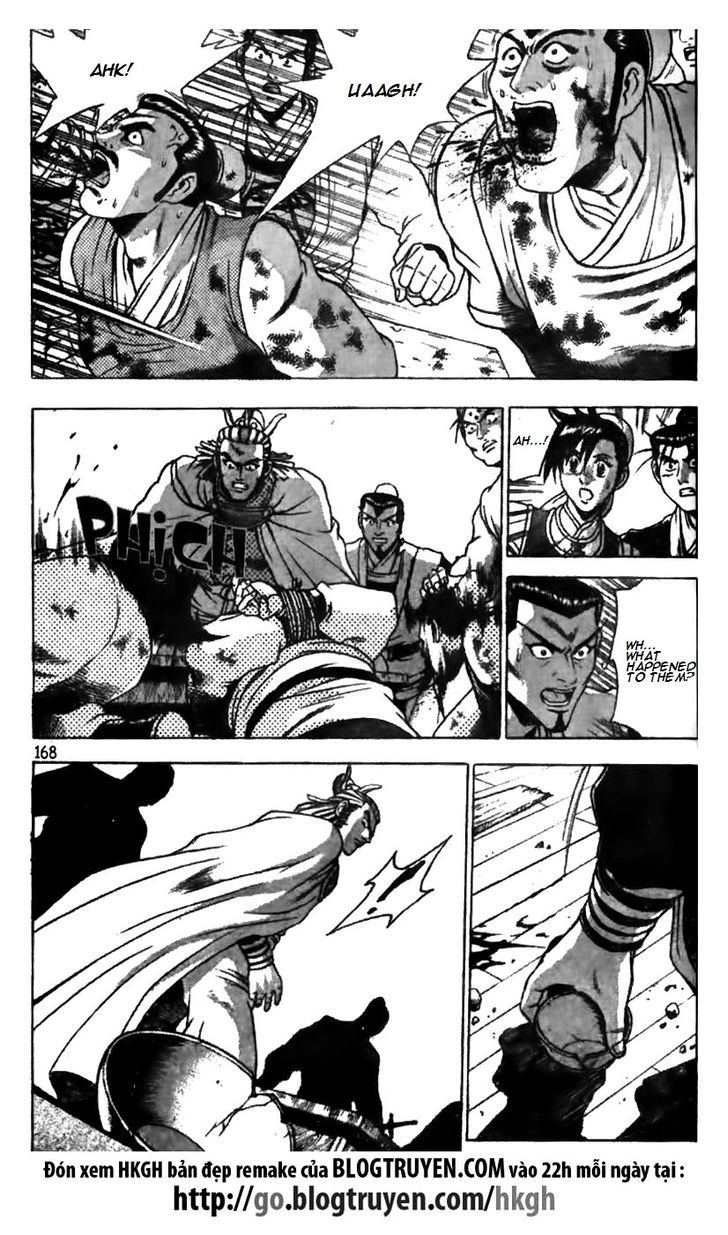 AHK!
UAAGH!
PHỊCH
AH...!
WH...
WHAT
HAPPENED
TO THEM?
168
!
Đón xem HKGH bản đẹp remake của BLOGTRUYEN.COM vào 22h mỗi ngày tại :
http://go.blogtruyen.com/hkgh